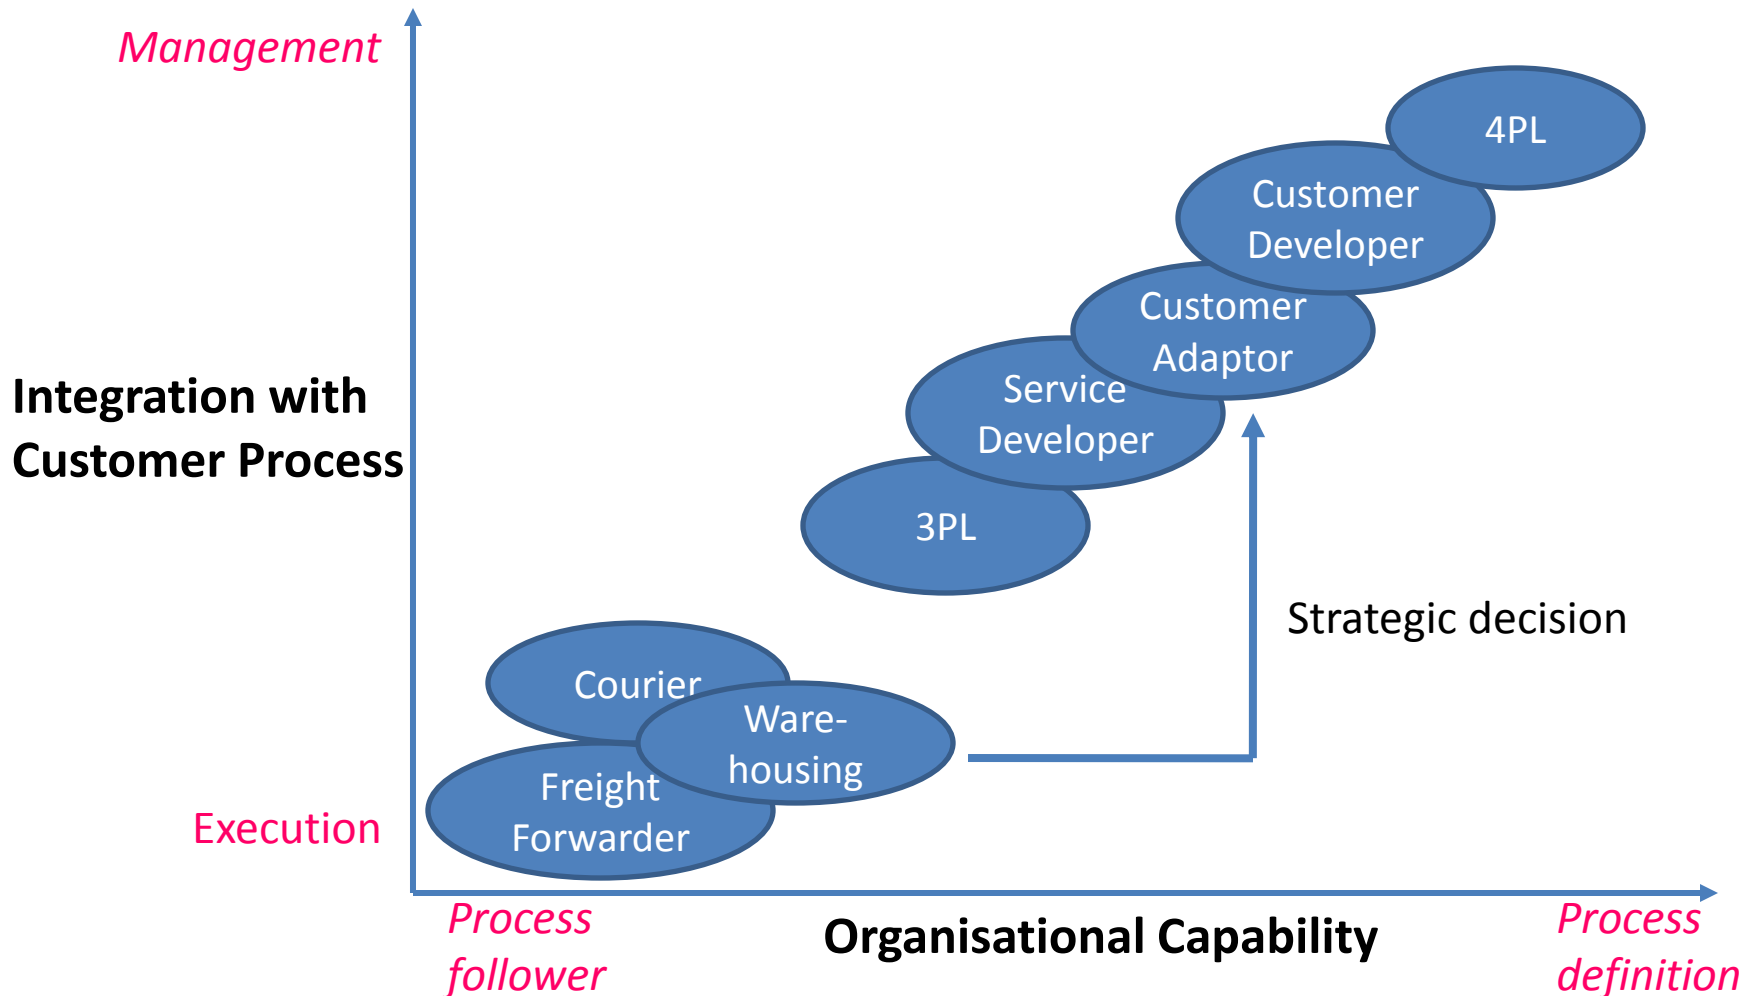 Management
4PL
Customer
Developer
Customer
Adaptor
Integration with
Customer Process
Service
Developer
3PL
Strategic decision
Courier
Ware-
housing
Freight
Forwarder
Execution
Process
follower
Organisational Capability
Process
definition